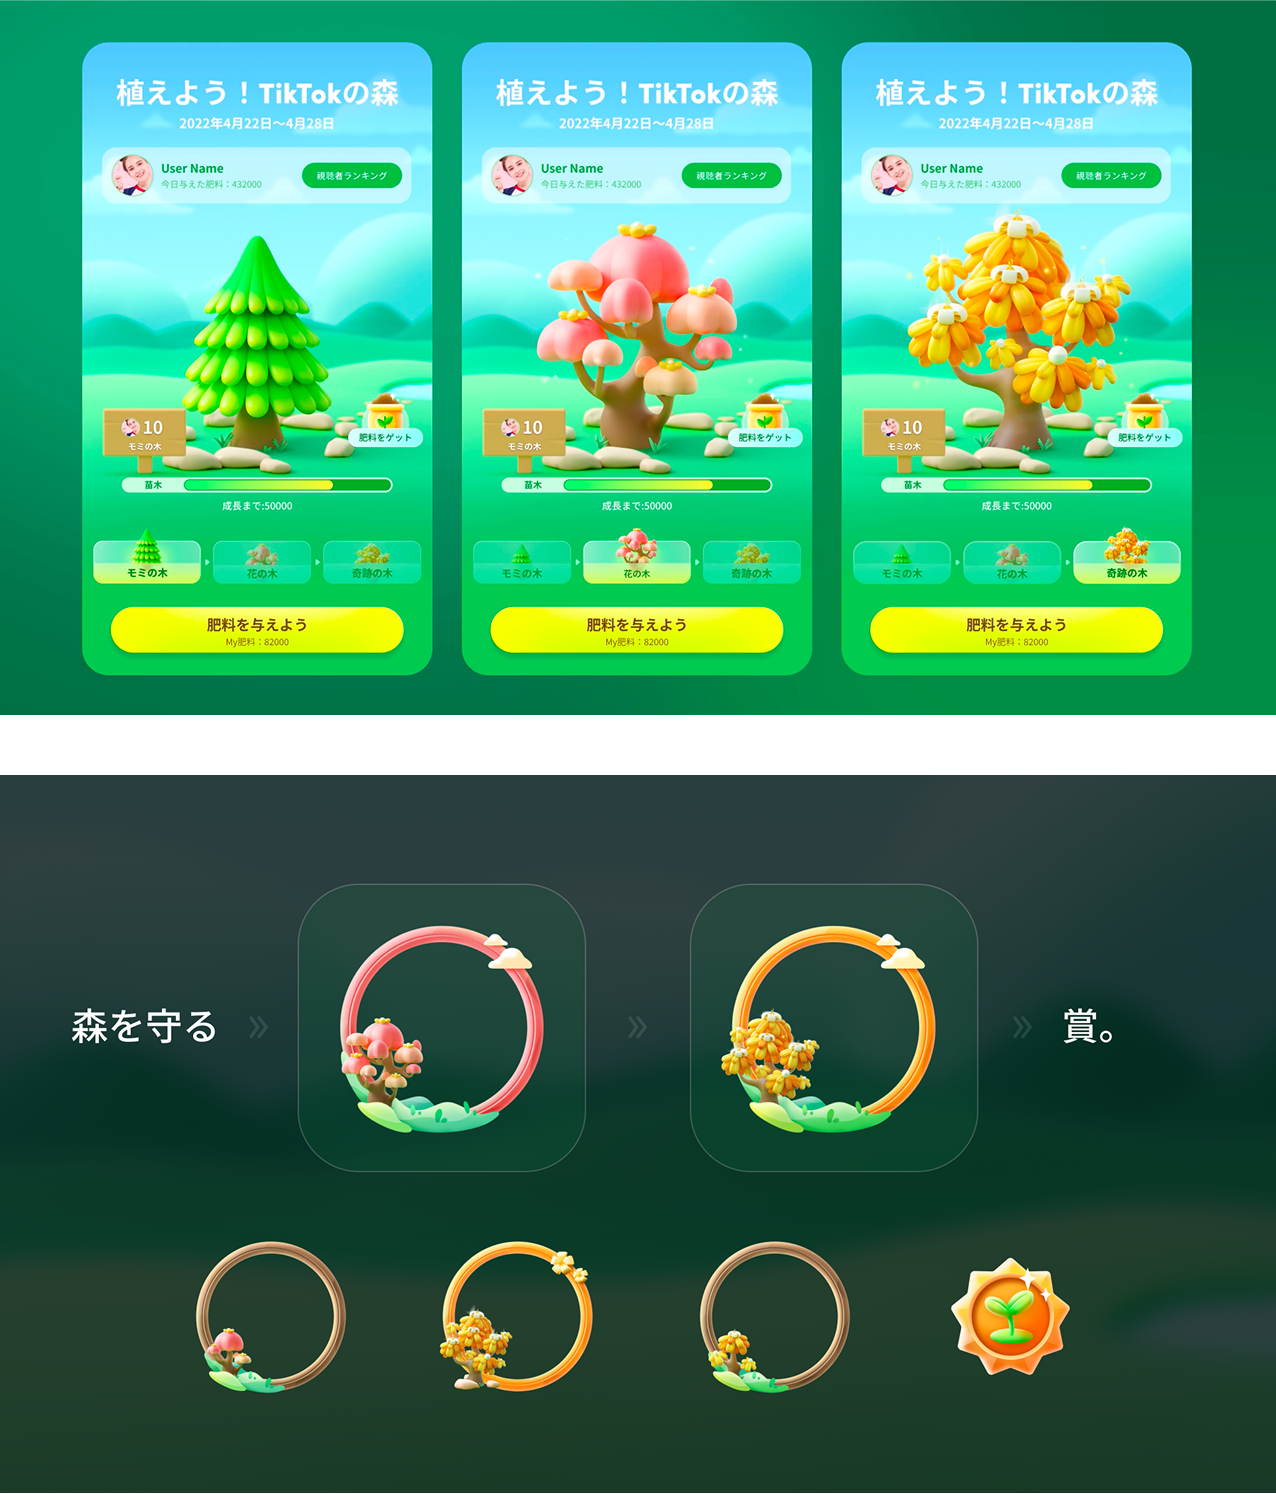 植えよう！TikTokの森
2022年4月22日〜4月28日
User Name
今日与えた肥料：432000
視聴者ランキング
10
モミの木
肥料をゲット
苗木
成長まで:50000
モミの木
花の木
奇跡の木
肥料を与えよう
My肥料：82000
植えよう！TikTokの森
2022年4月22日〜4月28日
User Name
今日与えた肥料：432000
視聴者ランキング
10
モミの木
肥料をゲット
苗木
成長まで:50000
モミの木
花の木
奇跡の木
肥料を与えよう
My肥料：82000
植えよう！TikTokの森
2022年4月22日〜4月28日
User Name
今日与えた肥料：432000
視聴者ランキング
10
モミの木
肥料をゲット
苗木
成長まで:50000
モミの木
花の木
奇跡の木
肥料を与えよう
My肥料：82000
森を守る
賞。